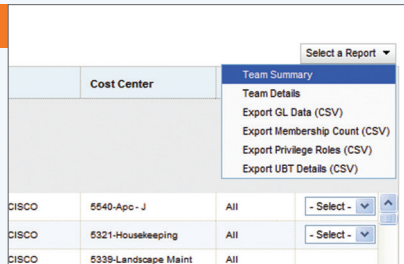 Select a Report
Cost Center
Team Summary
Team Details
Export GL Data (CSV)
Export Membership Count (CSV)
Export Privilege Roles (CSV)
Export UBT Details (CSV)
CISCO 5540-Apc - J All - Select -
CISCO 5321-Housekeeping All - Select -
CISCO 5339-Landscape Maint All